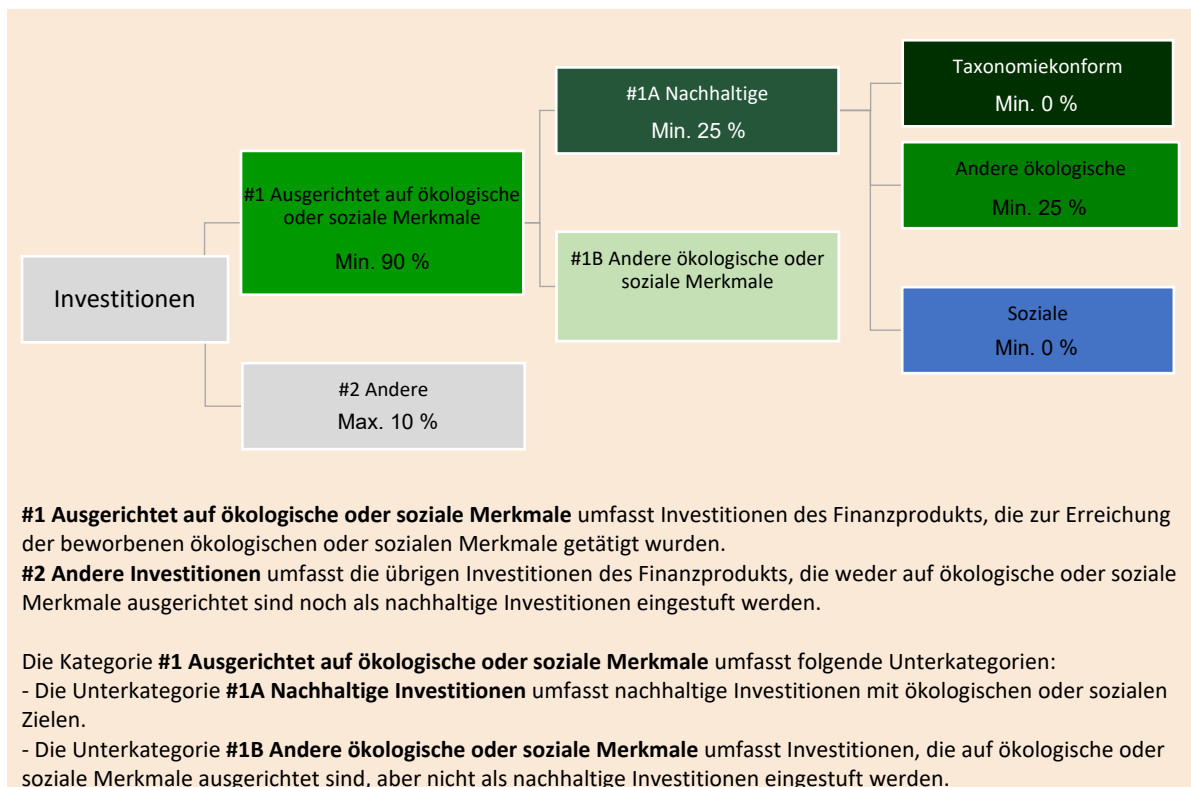 Investitionen
#1 Ausgerichtet auf ökologische
oder soziale Merkmale
Min. 90 %
#2 Andere
Max. 10 %
#1A Nachhaltige
Min. 25 %
#1B Andere ökologische oder
soziale Merkmale
Taxonomiekonform
Min. 0 %
Andere ökologische
Min. 25 %
Soziale
Min. 0 %
#1 Ausgerichtet auf ökologische oder soziale Merkmale umfasst Investitionen des Finanzprodukts, die zur Erreichung
der beworbenen ökologischen oder sozialen Merkmale getätigt wurden.
#2 Andere Investitionen umfasst die übrigen Investitionen des Finanzprodukts, die weder auf ökologische oder soziale
Merkmale ausgerichtet sind noch als nachhaltige Investitionen eingestuft werden.
Die Kategorie #1 Ausgerichtet auf ökologische oder soziale Merkmale umfasst folgende Unterkategorien:
- Die Unterkategorie #1A Nachhaltige Investitionen umfasst nachhaltige Investitionen mit ökologischen oder sozialen
Zielen.
- Die Unterkategorie #1B Andere ökologische oder soziale Merkmale umfasst Investitionen, die auf ökologische oder
soziale Merkmale ausgerichtet sind, aber nicht als nachhaltige Investitionen eingestuft werden.